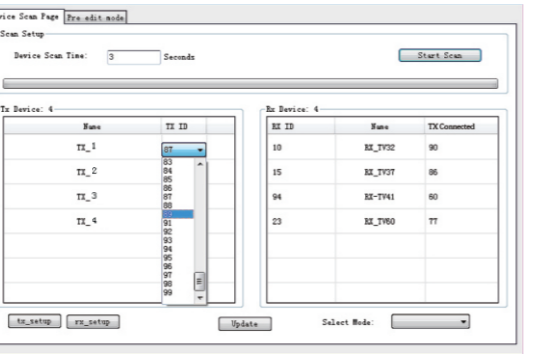 vice Scan Page Pre edit mode
Scan Setup
Device Scan Time: 3 Seconds Start Scan
Tx Device: 4
Name TX ID
TX_1 87
TX_2
TX_3
TX_4
83
84
85
86
87
88
91
92
93
94
95
96
97
98
99
Rx Device: 4
RX ID Name TX Connected
10 RX_TV32 90
15 RX_TV37 86
94 RX-TV41 60
23 RX_TV60 77
tx_setup rx_setup Update Select Mode: